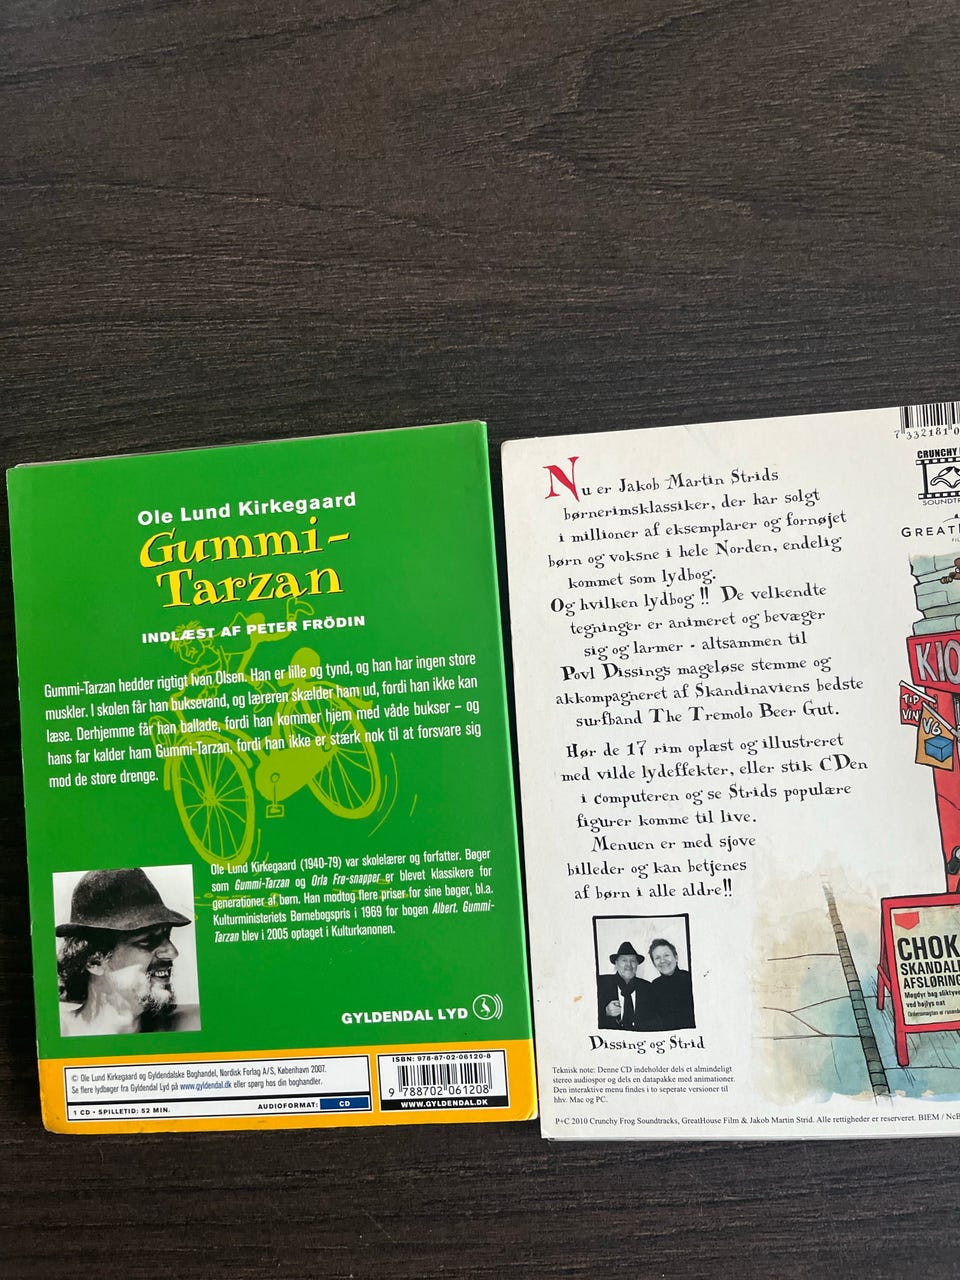 Ole Lund Kirkegaard
Gummi-
Tarzan
INDLÆST AF PETER FRÖDIN
Gummi-Tarzan hedder rigtigt Ivan Olsen. Han er lille og tynd, og han har ingen store
muskler. I skolen får han buksevand, og læreren skælder ham ud, fordi han ikke kan
læse. Derhjemme får han ballade, fordi han kommer hjem med våde bukser – og
hans far kalder ham Gummi-Tarzan, fordi han ikke er stærk nok til at forsvare sig
mod de store drenge.
Ole Lund Kirkegaard (1940-79) var skolelærer og forfatter. Bøger
som Gummi-Tarzan og Orla Frø-snapper er blevet klassikere for
generationer af børn. Han modtog flere priser for sine bøger, bl.a.
Kulturministeriets Børnebogspris i 1969 for bogen Albert. Gummi-
Tarzan blev i 2005 optaget i Kulturkanonen.
GYLDENDAL LYD
© Ole Lund Kirkegaard og Gyldendalske Boghandel, Nordisk Forlag A/S, København 2007.
Se flere lydbøger fra Gyldendal Lyd på www.gyldendal.dk eller spørg hos din boghandler.
1 CD • SPILLETID: 52 MIN.
AUDIOFORMAT: CD
ISBN: 978-87-02-06120-8
9 788702 061208
WWW.GYLDENDAL.DK
Nu er Jakob Martin Strids
børnerimsklassiker, der har solgt
i millioner af eksemplarer og fornøjet
børn og voksne i hele Norden, endelig
kommet som lydbog.
Og hvilken lydbog!! De velkendte
tegninger er animeret og bevæger
sig og larmer - altsammen til
Povl Dissings mageløse stemme og
akkompagneret af Skandinaviens bedste
surfband The Tremolo Beer Gut.
Hør de 17 rim oplæst og illustreret
med vilde lydeffekter, eller stik CDen
i computeren og se Strids populære
figurer komme til live.
Menuen er med sjove
billeder og kan betjenes
af børn i alle aldre!!
Dissing og Strid
Teknisk note: Denne CD indeholder dels et almindeligt
stereo audiospor og dels en datapakke med animationer.
Den interaktive menu findes i to seperate versioner til
hhv. Mac og PC.
P+C 2010 Crunchy Frog Soundtracks, GreatHouse Film & Jakob Martin Strid. Alle rettigheder er reserveret. BIEM / NcB
7 332181 0
CRUNCHY
SOUNDTR
GREAT
FIL
KIO
TIP
VIN
V6
CHOK
SKANDAL
AFSLØRING
Møgdyr bag sliktyve
ved højlys nat